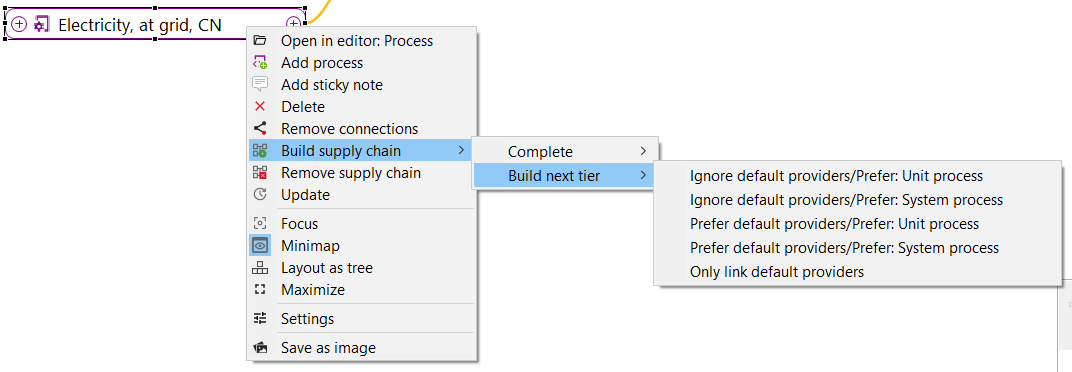 Electricity, at grid, CN
Open in editor: Process
Add process
Add sticky note
Delete
Remove connections
Build supply chain
Remove supply chain
Update
Focus
Minimap
Layout as tree
Maximize
Settings
Save as image
Complete
Build next tier
Ignore default providers/Prefer: Unit process
Ignore default providers/Prefer: System process
Prefer default providers/Prefer: Unit process
Prefer default providers/Prefer: System process
Only link default providers